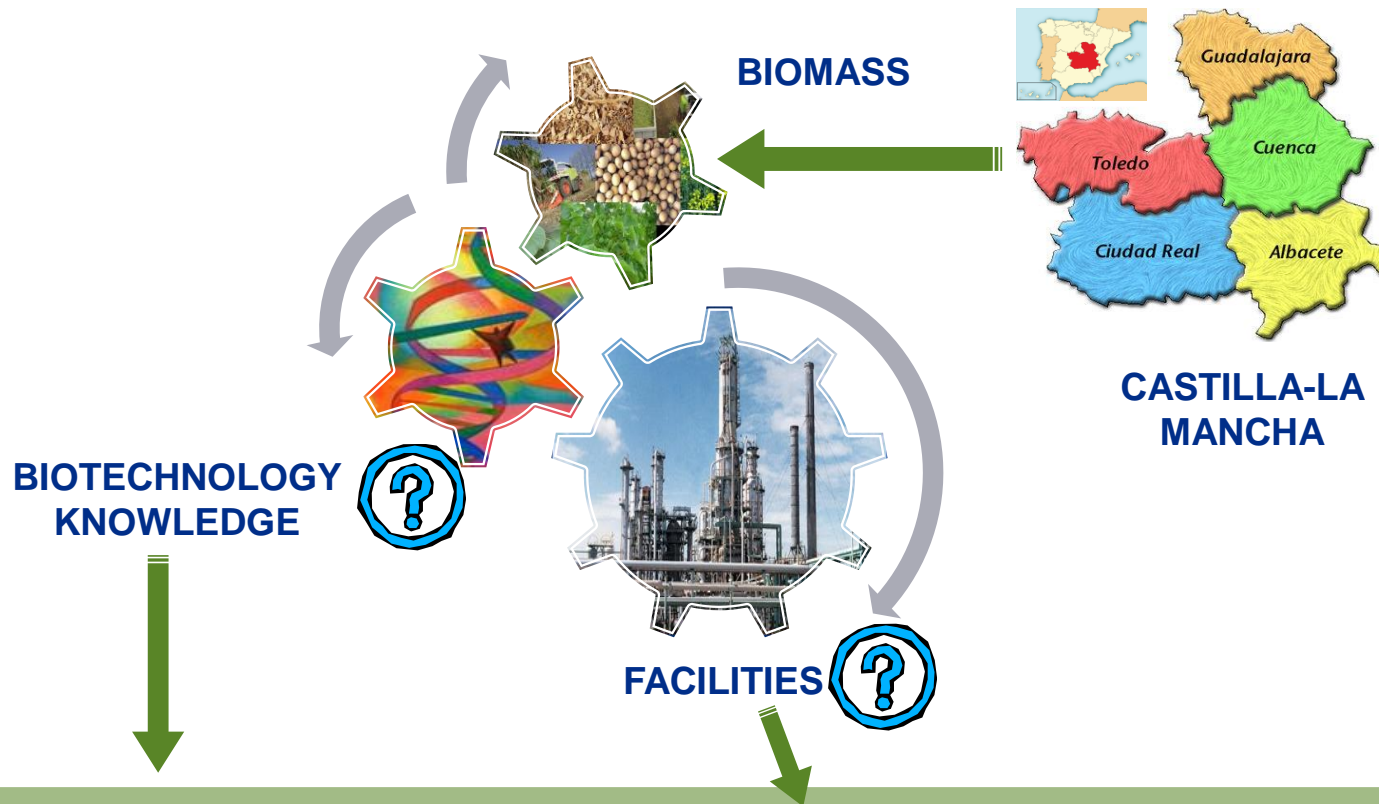 BIOMASS
Guadalajara
Cuenca
Toledo
Ciudad Real
Albacete
CASTILLA-LA
MANCHA
BIOTECHNOLOGY
KNOWLEDGE
?
FACILITIES
?